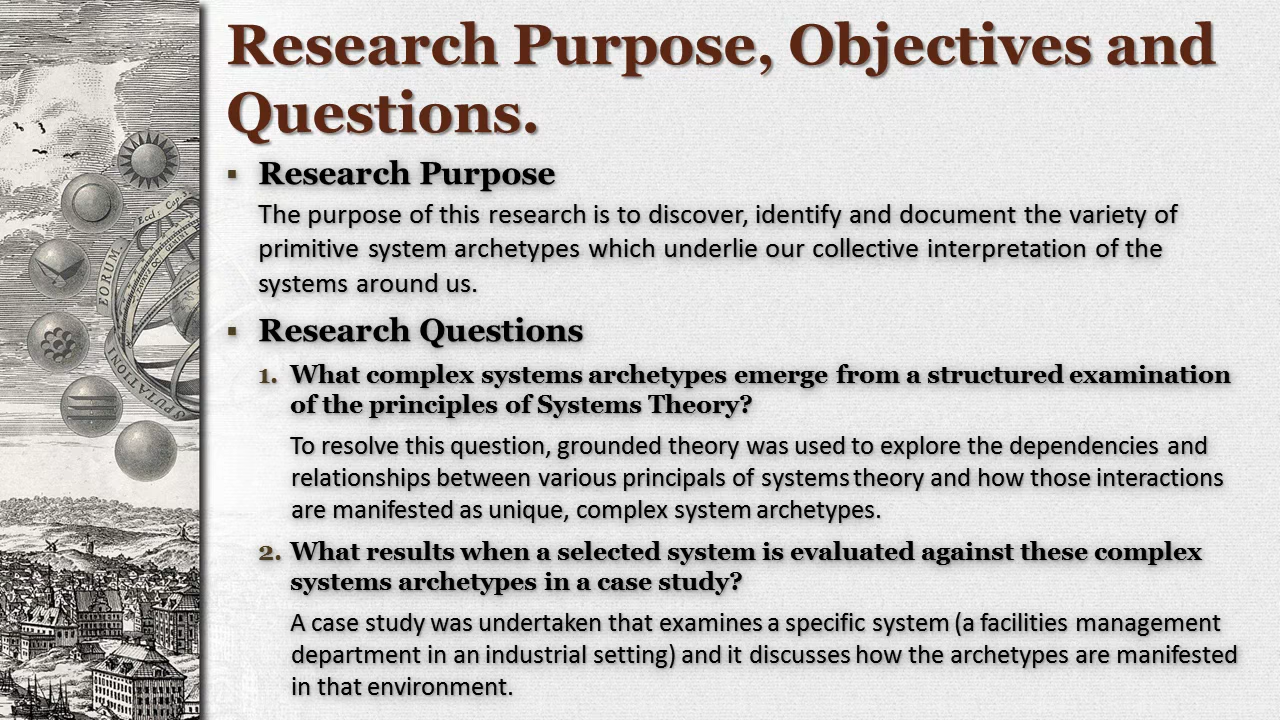 Research Purpose, Objectives and
Questions.
▪ Research Purpose
The purpose of this research is to discover, identify and document the variety of
primitive system archetypes which underlie our collective interpretation of the
systems around us.
▪ Research Questions
1. What complex systems archetypes emerge from a structured examination
of the principles of Systems Theory?
To resolve this question, grounded theory was used to explore the dependencies and
relationships between various principals of systems theory and how those interactions
are manifested as unique, complex system archetypes.
2. What results when a selected system is evaluated against these complex
systems archetypes in a case study?
A case study was undertaken that examines a specific system (a facilities management
department in an industrial setting) and it discusses how the archetypes are manifested
in that environment.
Eccl: Cap 3
FORUM.
SPUTATIONI